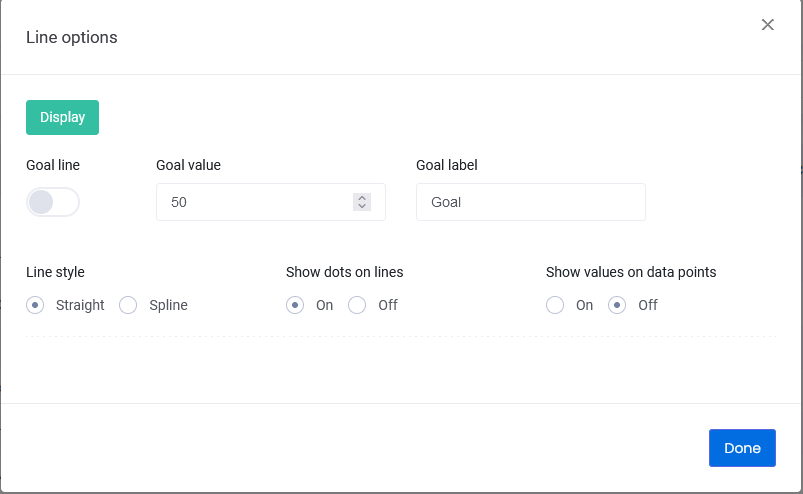 Line options
Display
Goal line Goal value Goal label
50 Goal
Line style Show dots on lines Show values on data points
Straight Spline On Off On Off
Done